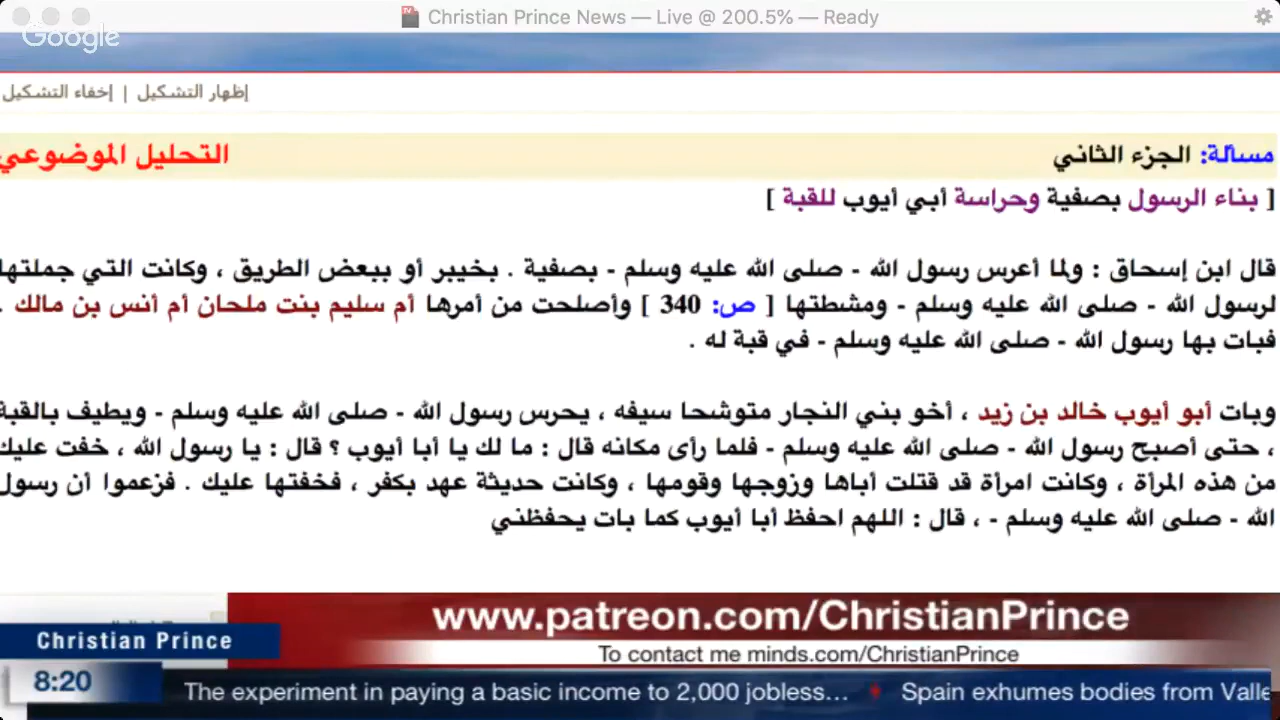 Christian Prince News — Live @ 200.5% — Ready
Google
إظهار التشكيل | إخفاء التشكيل
مسألة: الجزء الثاني
التحليل الموضوعي
[ بناء الرسول بصفية وحراسة أبي أيوب للقبة ]
قال ابن إسحاق : ولما أعرس رسول الله - صلى الله عليه وسلم - بصفية . بخيبر أو ببعض الطريق ، وكانت التي جملتها
لرسول الله - صلى الله عليه وسلم - ومشطتها [ ص: 340 ] وأصلحت من أمرها أم سليم بنت ملحان أم أنس بن مالك .
فبات بها رسول الله - صلى الله عليه وسلم - في قبة له .
وبات أبو أيوب خالد بن زيد ، أخو بني النجار متوشحا سيفه ، يحرس رسول الله - صلى الله عليه وسلم - ويطيف بالقبة
، حتى أصبح رسول الله - صلى الله عليه وسلم - فلما رأى مكانه قال : ما لك يا أبا أيوب ؟ قال : يا رسول الله ، خفت عليك
من هذه المرأة ، وكانت امرأة قد قتلت أباها وزوجها وقومها ، وكانت حديثة عهد بكفر ، فخفتها عليك . فزعموا أن رسول
الله - صلى الله عليه وسلم - ، قال : اللهم احفظ أبا أيوب كما بات يحفظني
www.patreon.com/ChristianPrince
Christian Prince
To contact me minds.com/ChristianPrince
8:20
The experiment in paying a basic income to 2,000 jobless... ♦ Spain exhumes bodies from Valle